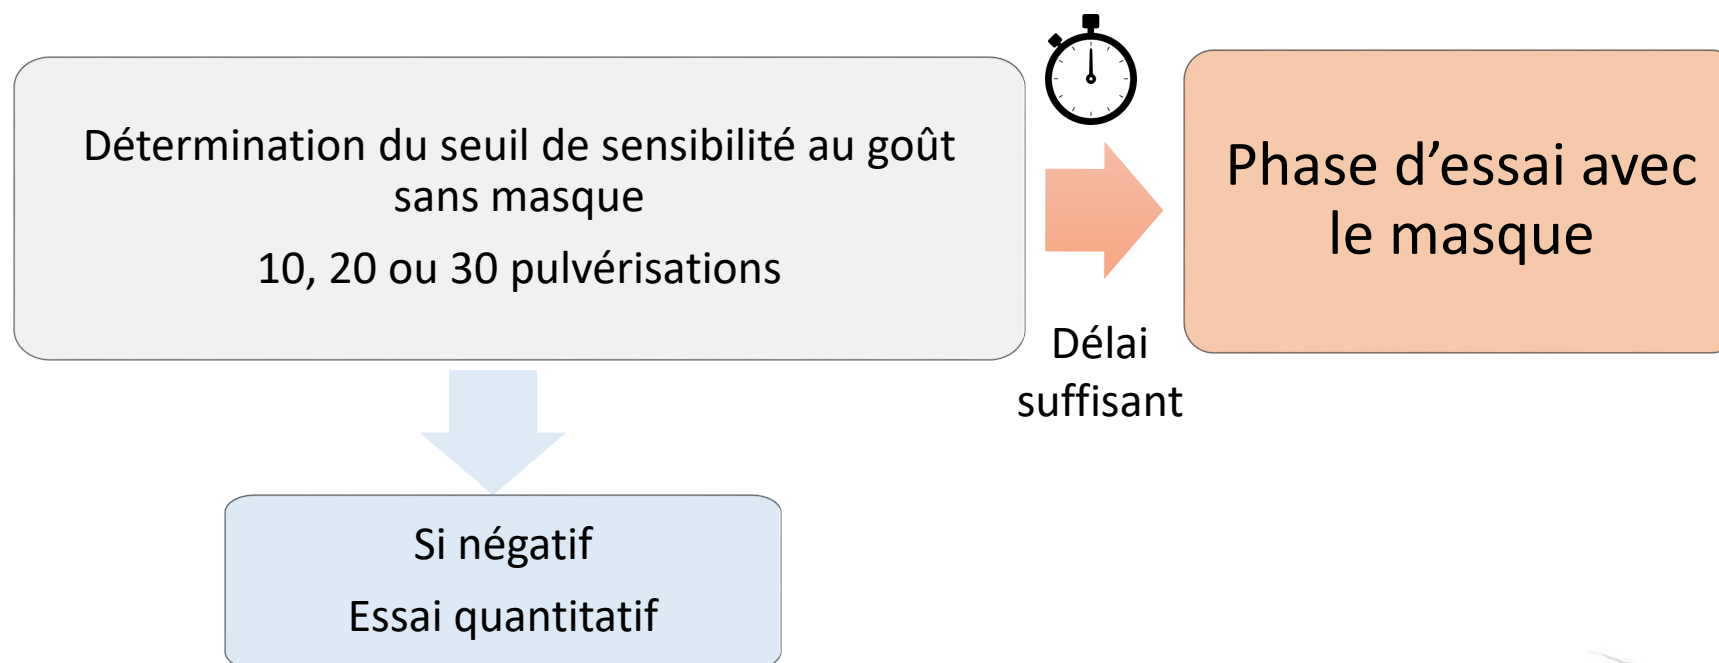 Détermination du seuil de sensibilité au goût
sans masque
10, 20 ou 30 pulvérisations
Délai
suffisant
Phase d’essai avec
le masque
Si négatif
Essai quantitatif